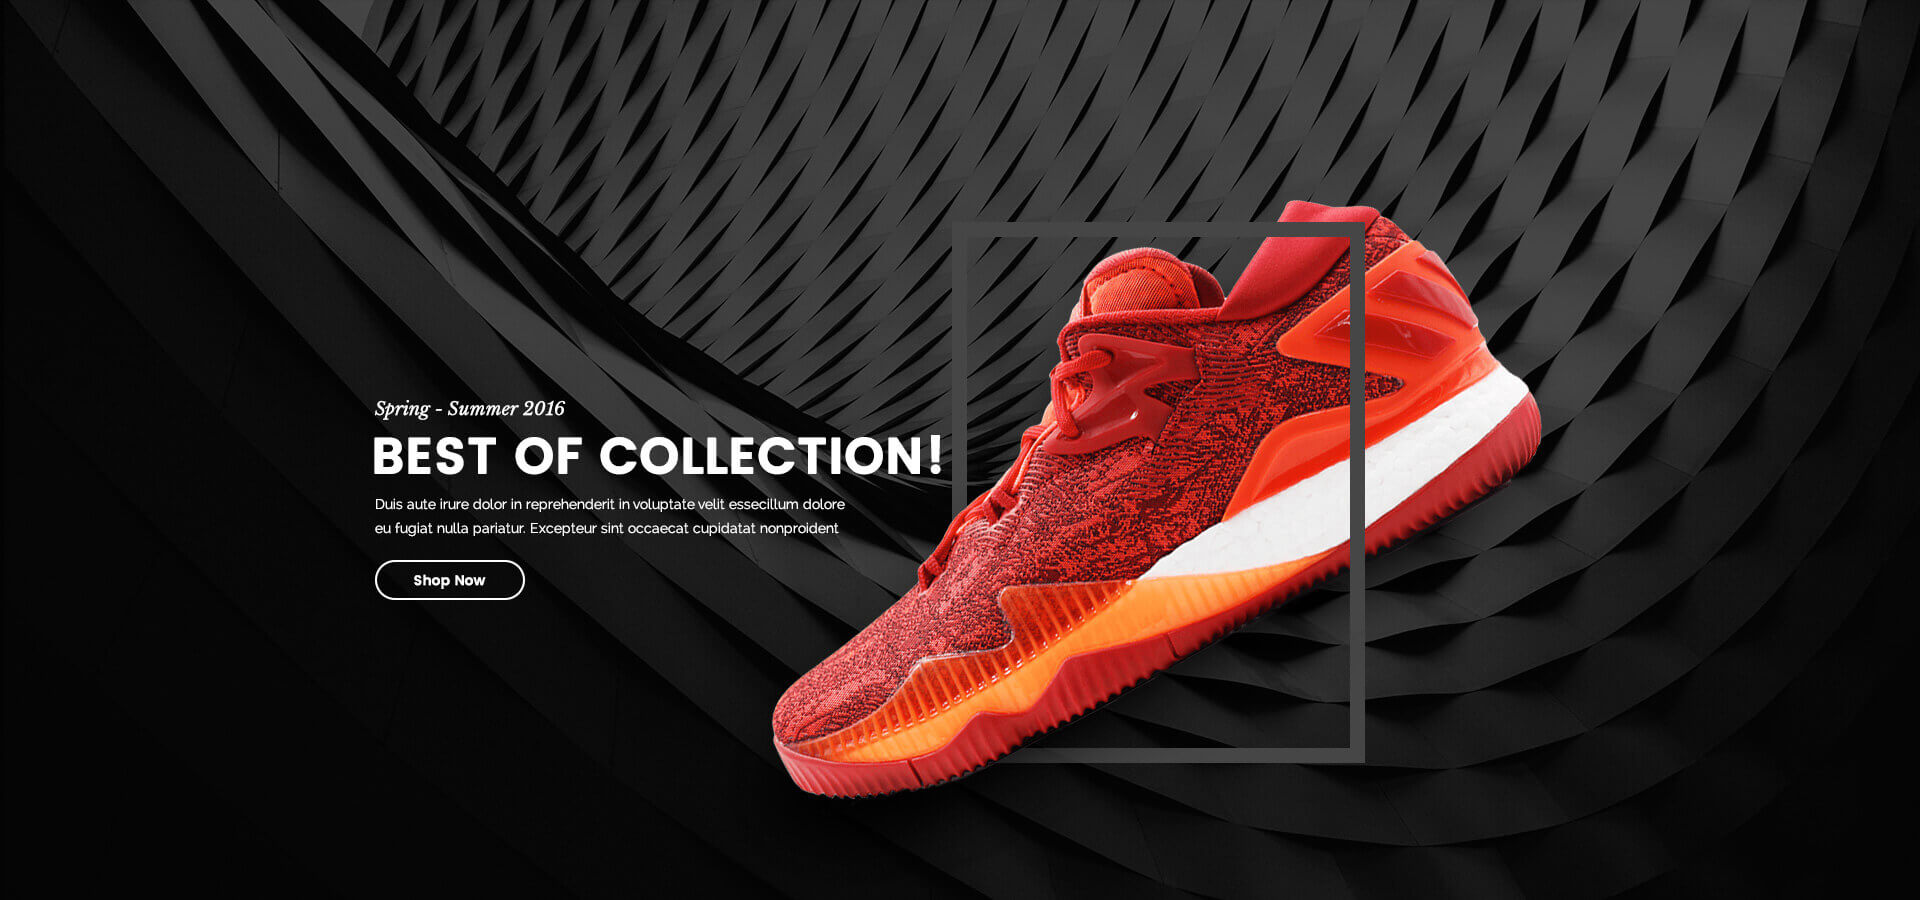 Spring - Summer 2016
BEST OF COLLECTION!
Duis aute irure dolor in reprehenderit in voluptate velit essecillum dolore
eu fugiat nulla pariatur. Excepteur sint occaecat cupidatat nonproident
Shop Now